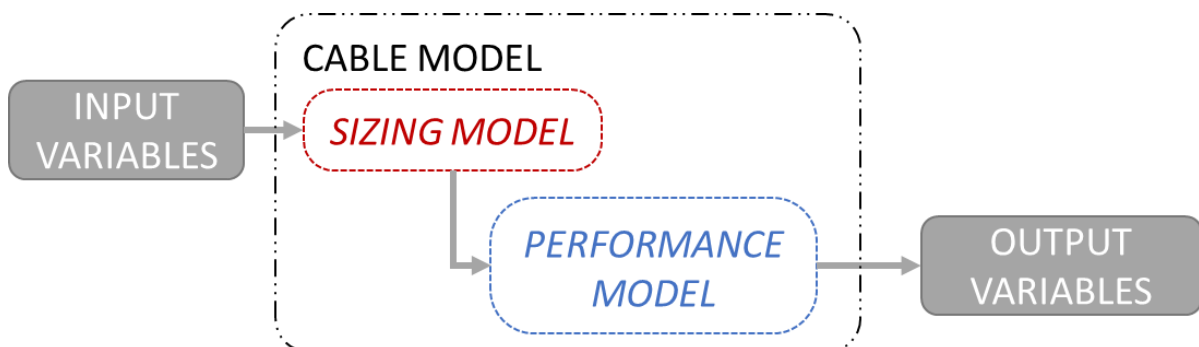 CABLE MODEL
INPUT
VARIABLES
SIZING MODEL
PERFORMANCE
MODEL
OUTPUT
VARIABLES